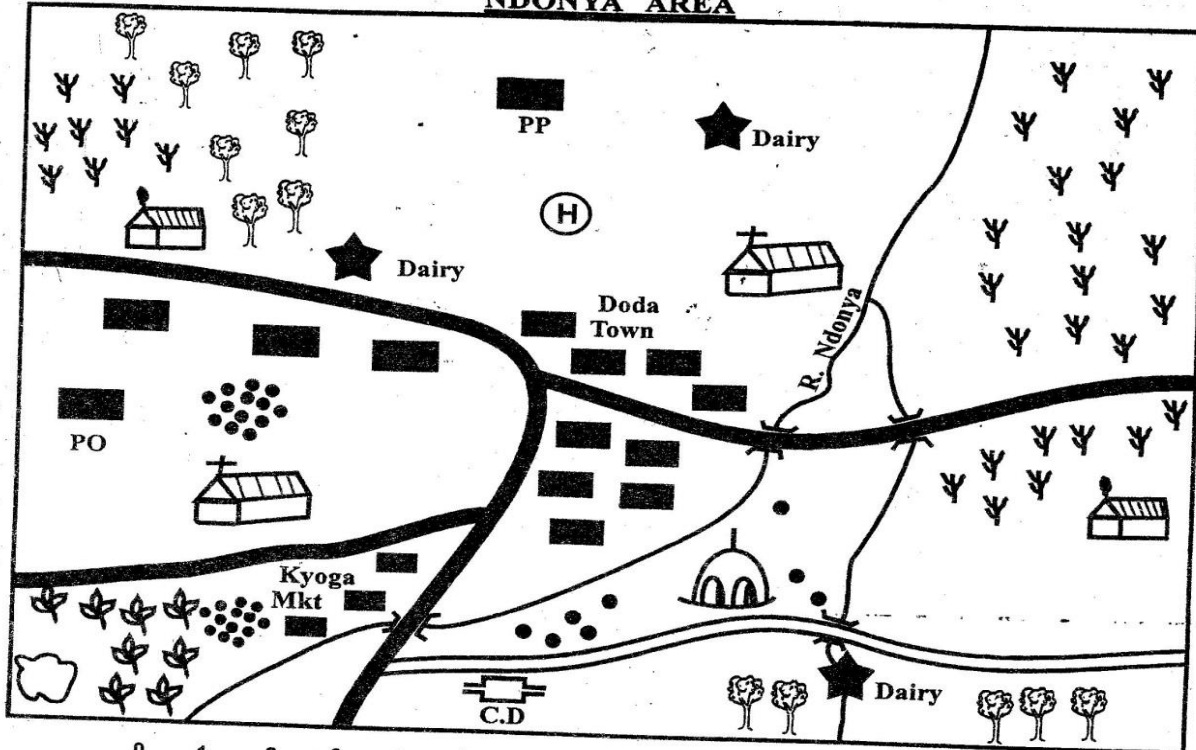 NDONYA AREA
PP
Dairy
H
Dairy
Doda
Town
R. Ndonya
PO
Kyoga
Mkt
C.D
Dairy